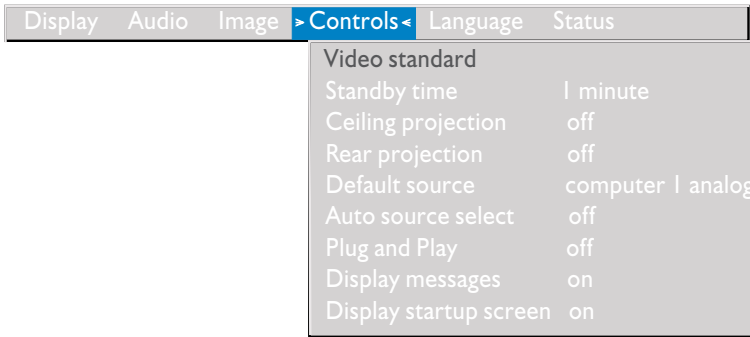 Display Audio Image > Controls < Language Status
Video standard
Standby time 1 minute
Ceiling projection off
Rear projection off
Default source computer 1 analog
Auto source select off
Plug and Play off
Display messages on
Display startup screen on